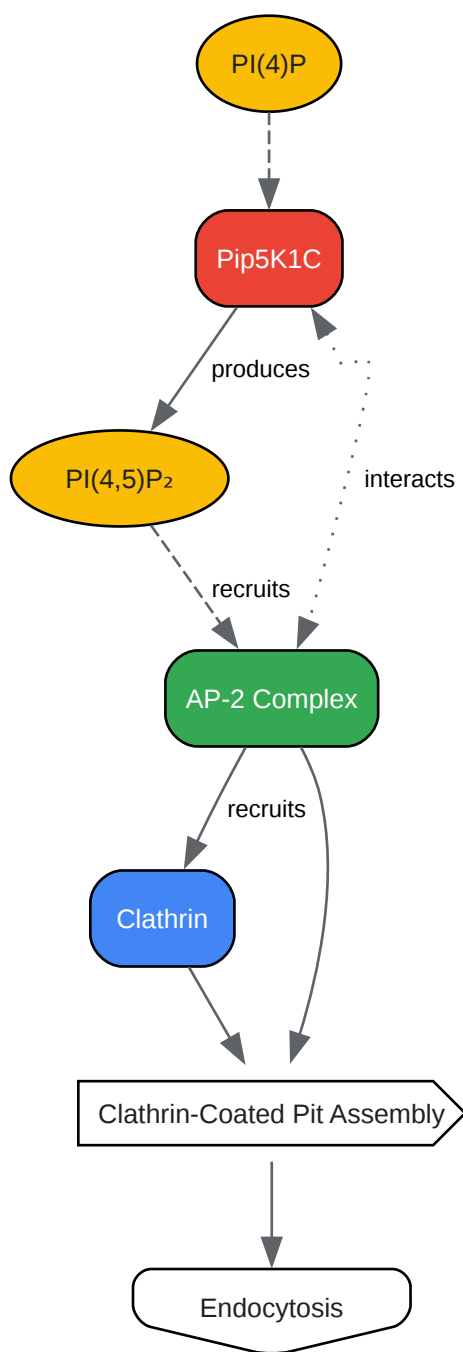 PI(4)P
Pip5K1C
produces
PI(4,5)P₂
interacts
recruits
AP-2 Complex
recruits
Clathrin
Clathrin-Coated Pit Assembly
Endocytosis